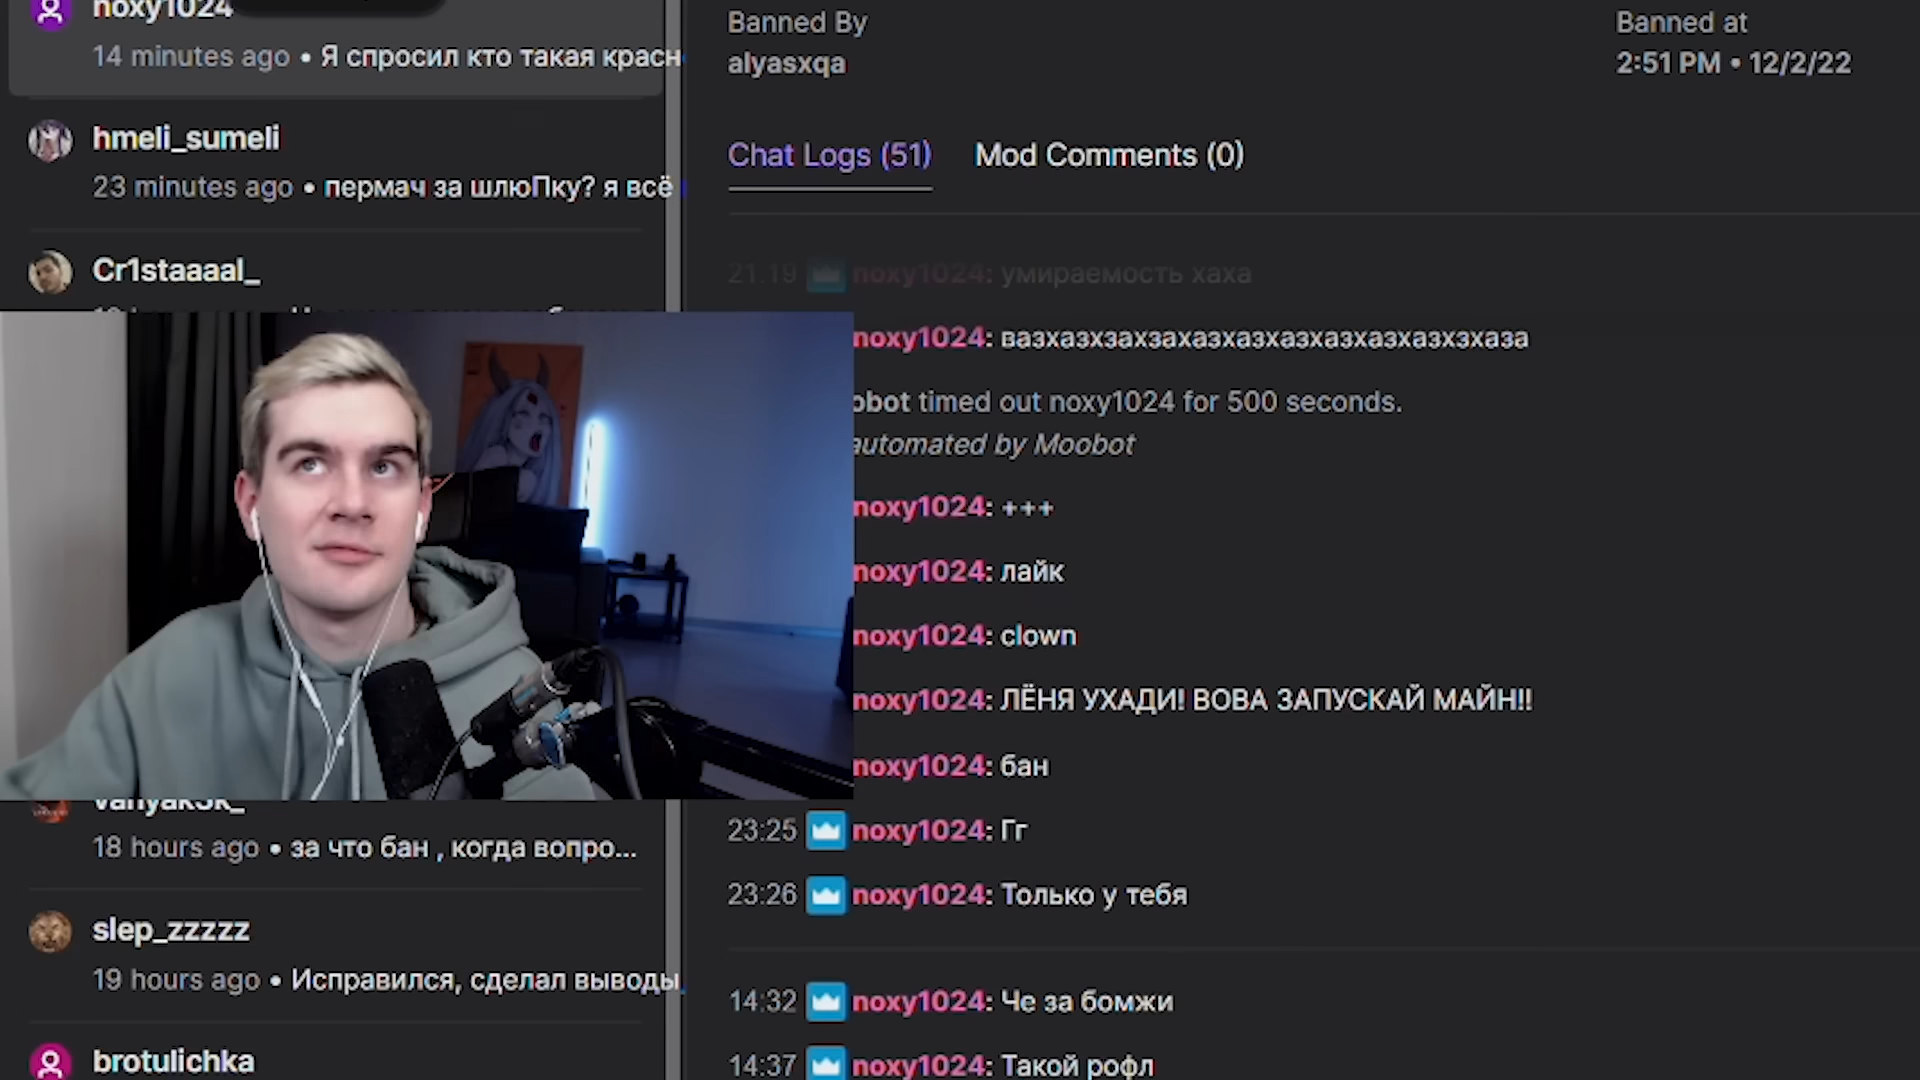 noxy1024
14 minutes ago • Я спросил кто такая красн
hmeli_sumeli
23 minutes ago • пермач за шлюПку? я всё
Cr1staaaal_
vanyak3k_
18 hours ago • за что бан , когда вопро...
slep_zzzzz
19 hours ago • Исправился, сделал выводы,
brotulichka
Banned By
alyasxqa
Banned at
2:51 PM • 12/2/22
Chat Logs (51)
Mod Comments (0)
21:19 noxy1024: умираемость хаха
noxy1024: вазхазхзахзахазхазхазхазхазхазхзхаза
obot timed out noxy1024 for 500 seconds.
automated by Moobot
noxy1024: +++
noxy1024: лайк
noxy1024: clown
noxy1024: ЛЁНЯ УХАДИ! ВОВА ЗАПУСКАЙ МАЙН!!
noxy1024: бан
23:25 noxy1024: Гг
23:26 noxy1024: Только у тебя
14:32 noxy1024: Че за бомжи
14:37 noxy1024: Такой рофл